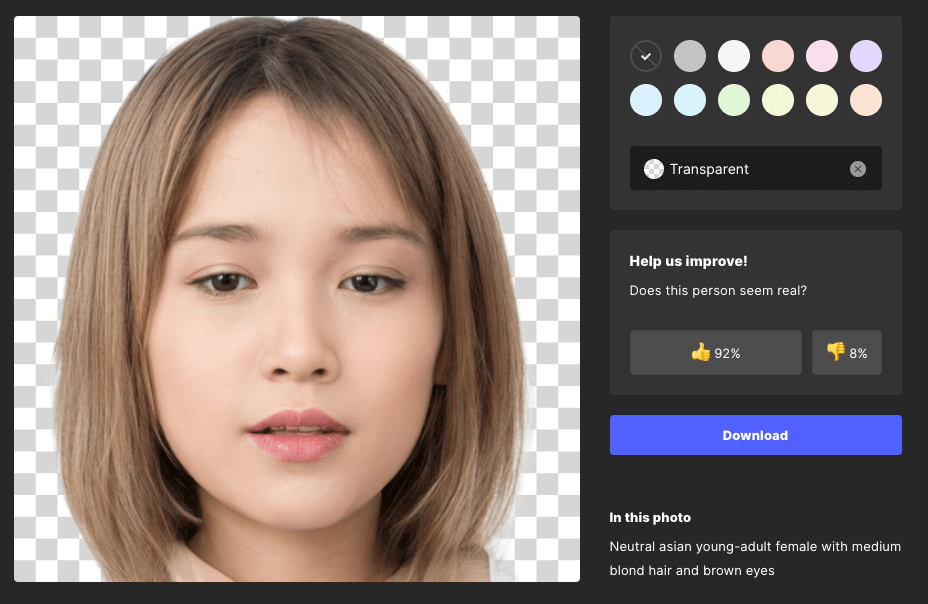 Transparent
Help us improve!
Does this person seem real?
👍 92%
👎 8%
Download
In this photo
Neutral asian young-adult female with medium
blond hair and brown eyes